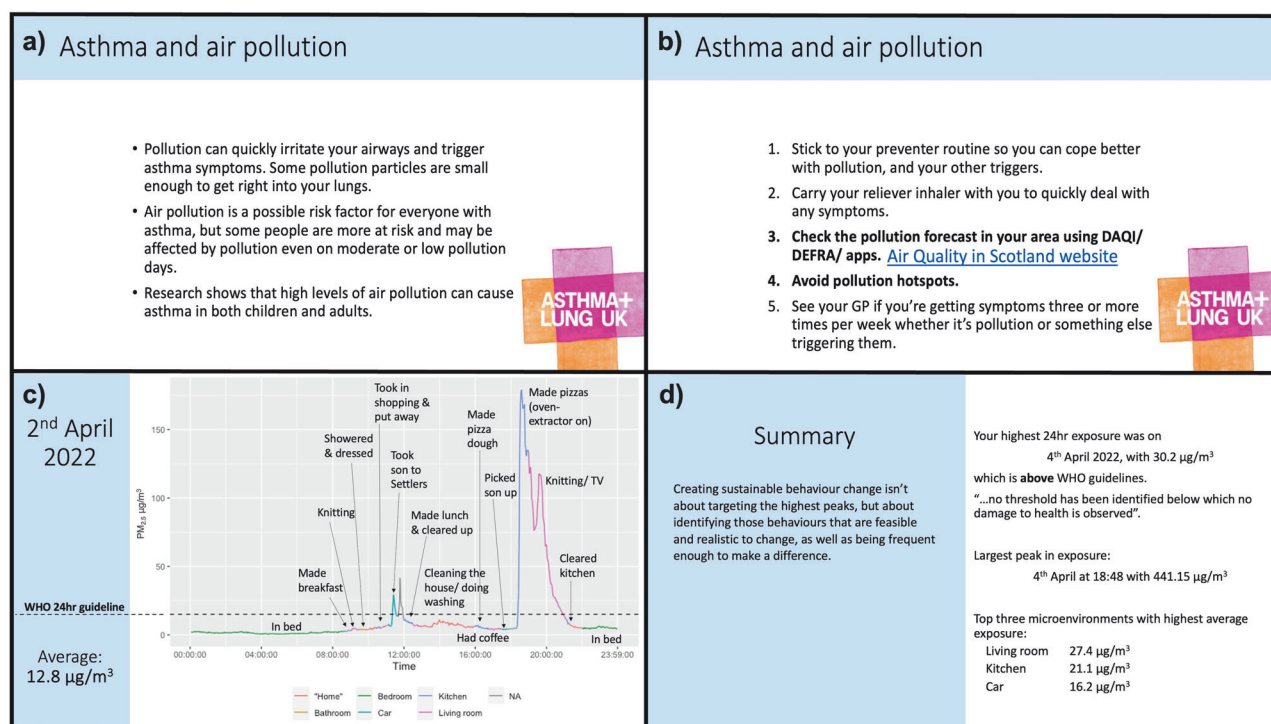 a) Asthma and air pollution
• Pollution can quickly irritate your airways and trigger
asthma symptoms. Some pollution particles are small
enough to get right into your lungs.
• Air pollution is a possible risk factor for everyone with
asthma, but some people are more at risk and may be
affected by pollution even on moderate or low pollution
days.
• Research shows that high levels of air pollution can cause
asthma in both children and adults.
ASTHMA+
LUNG UK
b) Asthma and air pollution
1. Stick to your preventer routine so you can cope better
with pollution, and your other triggers.
2. Carry your reliever inhaler with you to quickly deal with
any symptoms.
3. Check the pollution forecast in your area using DAQI/
DEFRA/ apps. Air Quality in Scotland website
4. Avoid pollution hotspots.
5. See your GP if you’re getting symptoms three or more
times per week whether it’s pollution or something else
triggering them.
ASTHMA+
LUNG UK
c)
2nd April
2022
WHO 24hr guideline
Average:
12.8 µg/m³
PM2.5 µg/m³
150
100
50
0
In bed
Made
breakfast
Knitting
Showered
& dressed
Took in
shopping &
put away
Took
son to
Settlers
Made lunch
& cleared up
Cleaning the
house/ doing
washing
Made
pizza
dough
Had coffee
Picked
son up
Made pizzas
(oven-
extractor on)
Knitting/ TV
Cleared
kitchen
In bed
00:00:00 04:00:00 08:00:00 12:00:00 16:00:00 20:00:00 23:59:00
Time
"Home" Bedroom Kitchen NA
Bathroom Car Living room
d)
Summary
Creating sustainable behaviour change isn’t
about targeting the highest peaks, but about
identifying those behaviours that are feasible
and realistic to change, as well as being frequent
enough to make a difference.
Your highest 24hr exposure was on
4th April 2022, with 30.2 µg/m³
which is above WHO guidelines.
“…no threshold has been identified below which no
damage to health is observed”.
Largest peak in exposure:
4th April at 18:48 with 441.15 µg/m³
Top three microenvironments with highest average
exposure:
Living room 27.4 µg/m³
Kitchen 21.1 µg/m³
Car 16.2 µg/m³